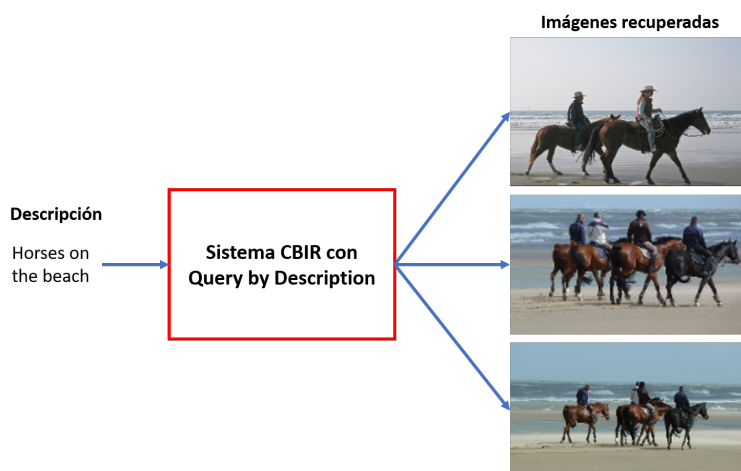 Imágenes recuperadas
Descripción
Horses on
the beach
Sistema CBIR con
Query by Description